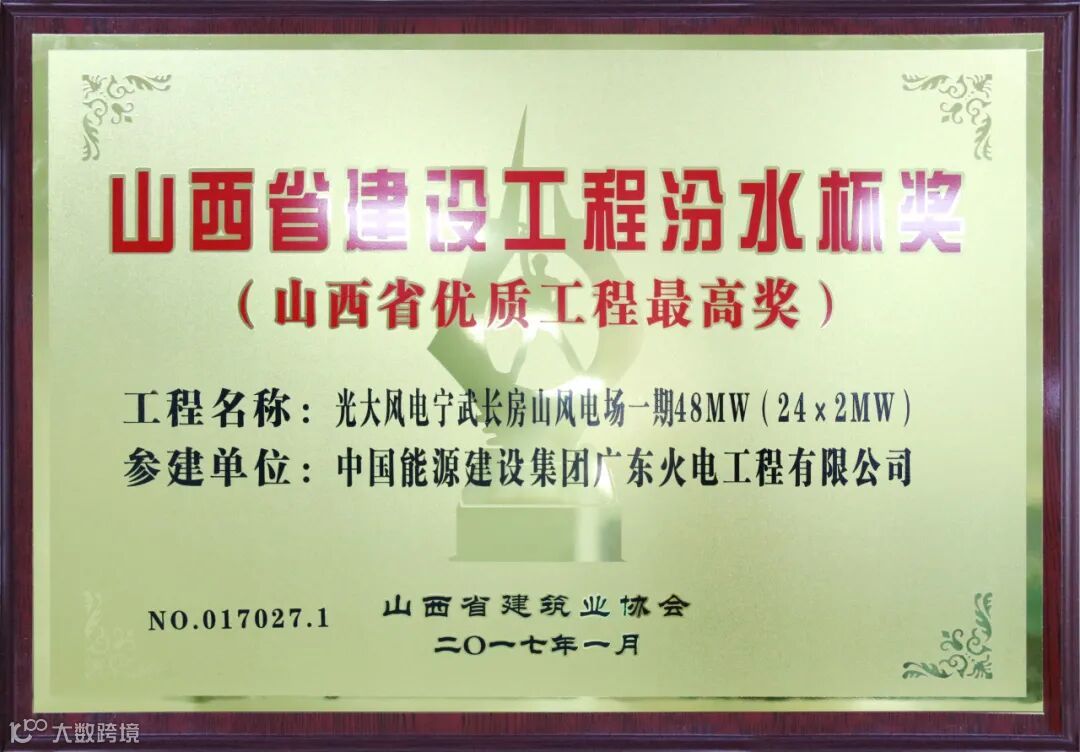 山西省建设工程汾水杯奖
（山西省优质工程最高奖）
工程名称：光大风电宁武长房山风电场一期48MW（24×2MW）
参建单位：中国能源建设集团广东火电工程有限公司
NO.017027.1
山西省建筑业协会
二〇一七年一月
大数跨境